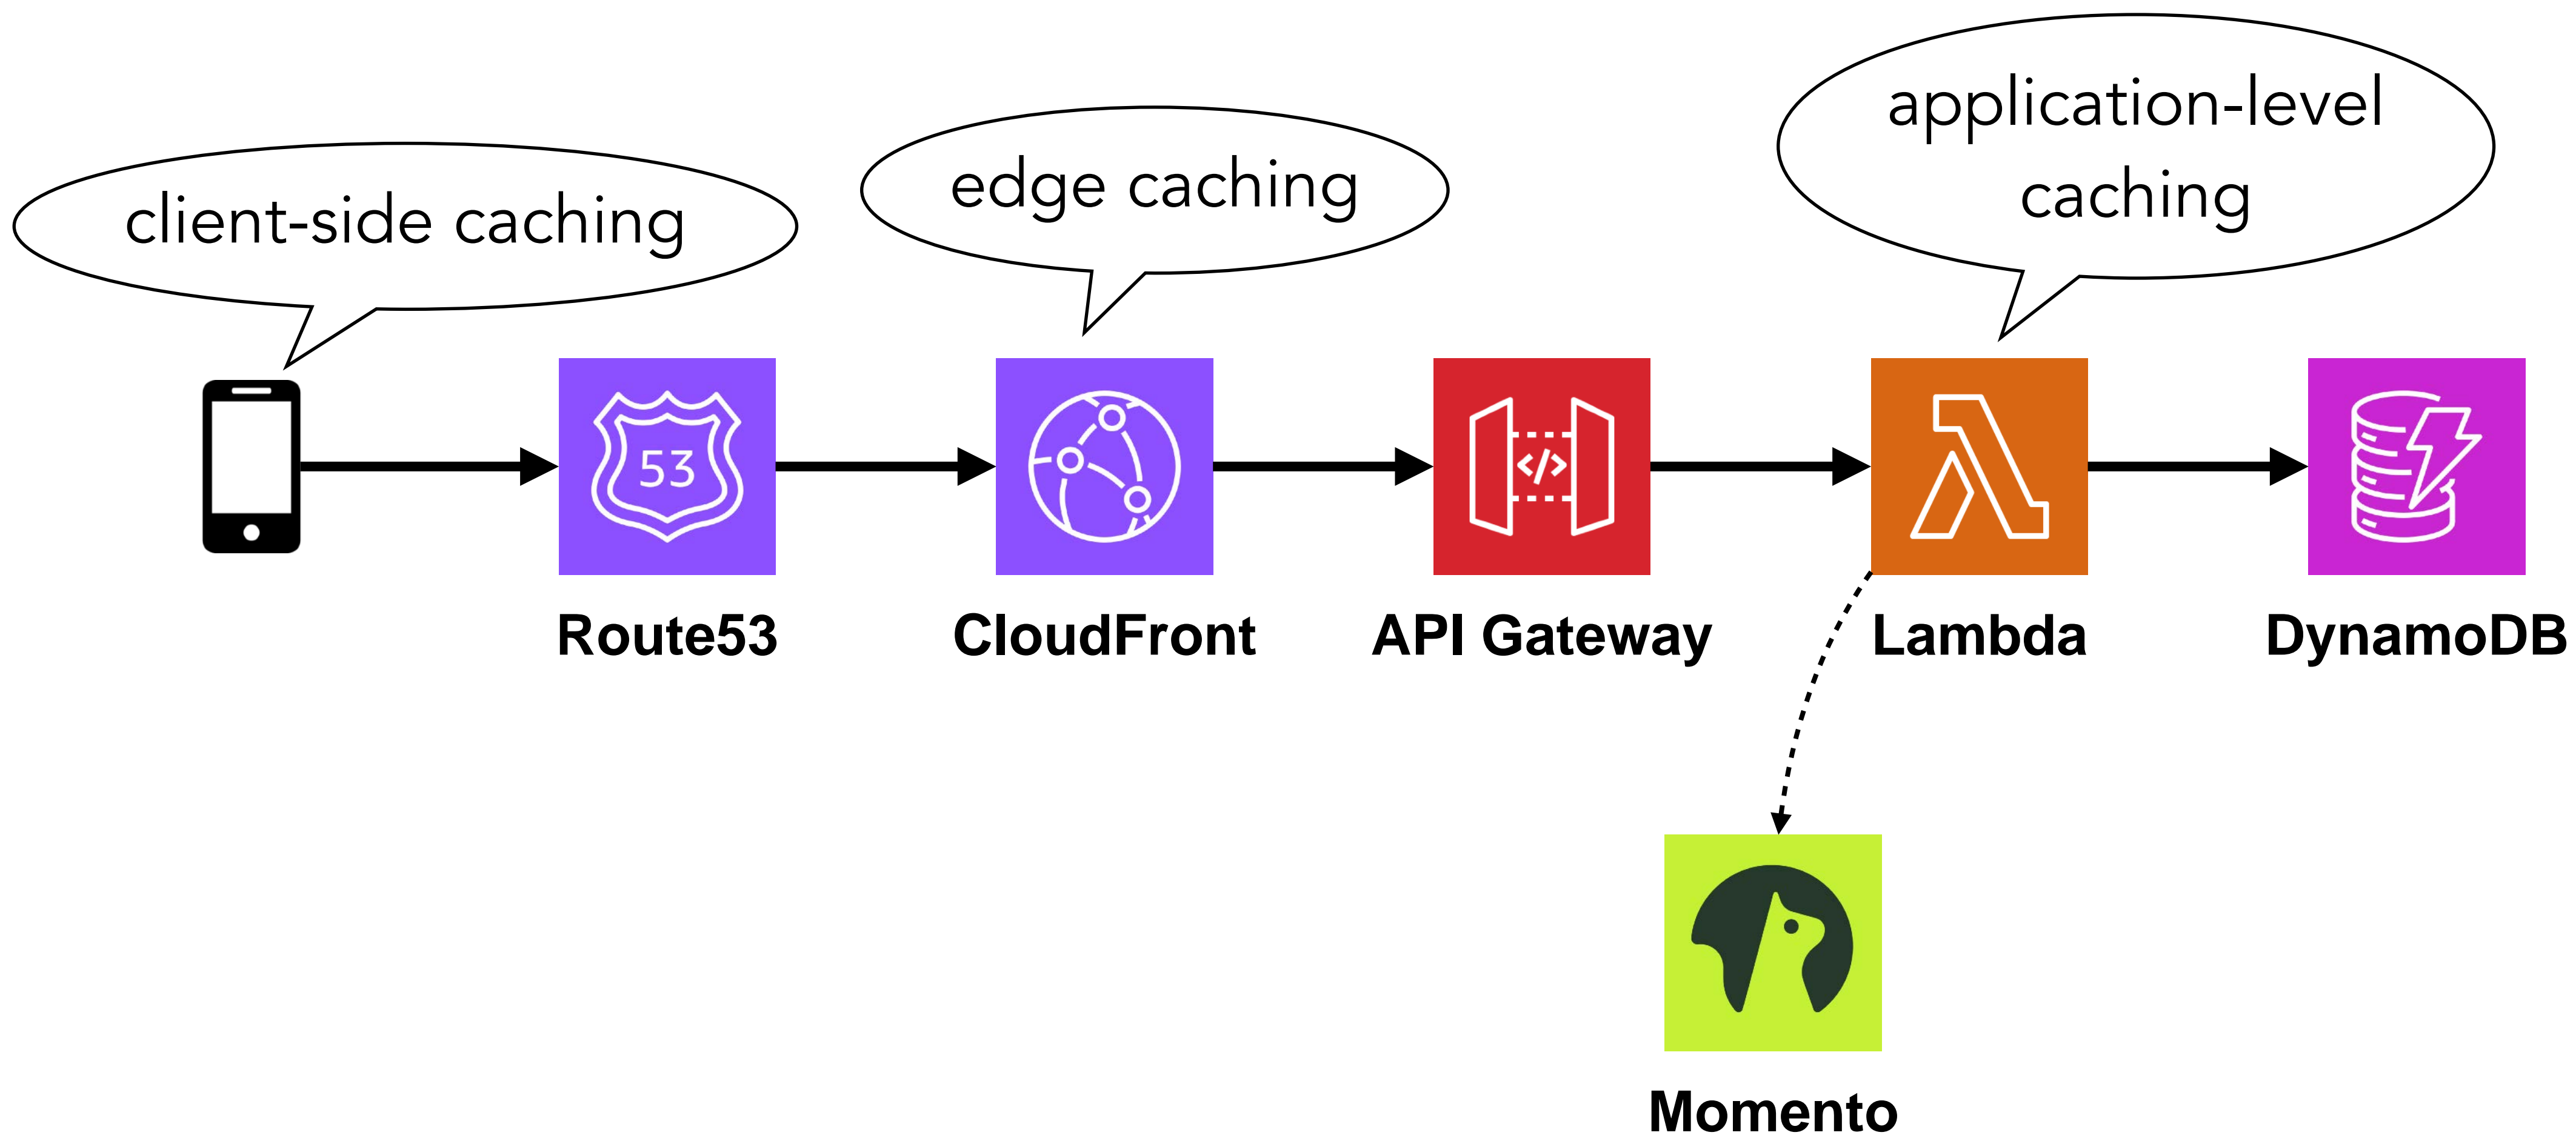 client-side caching
edge caching
application-level
caching
53
</>
Route53
CloudFront
API Gateway
Lambda
DynamoDB
Momento